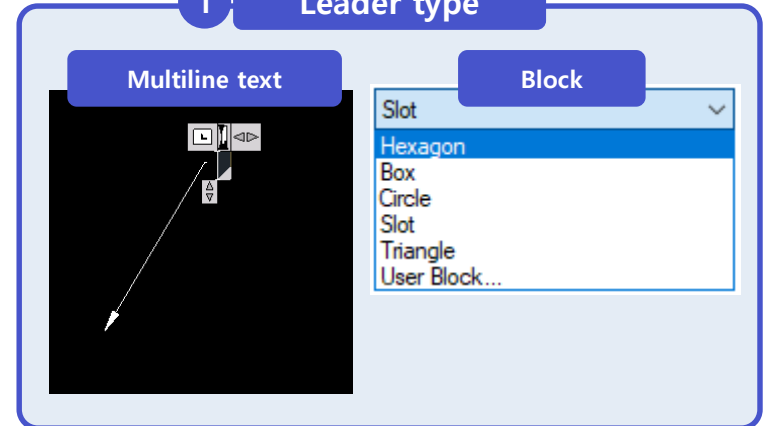 1
Leader type
Multiline text
Block
Slot
Hexagon
Box
Circle
Slot
Triangle
User Block...